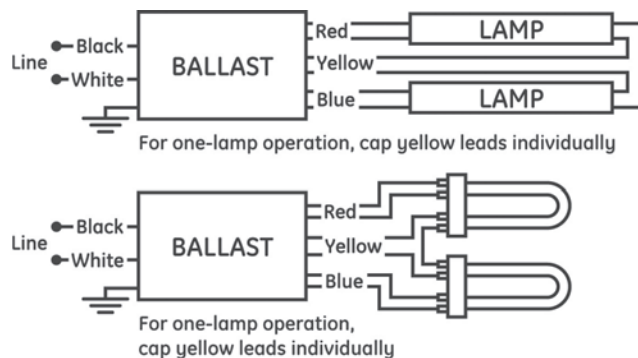 Red
LAMP
Black
Line
BALLAST
Yellow
White
Blue
LAMP
For one-lamp operation, cap yellow leads individually
Red
Black
Line
BALLAST
Yellow
White
Blue
For one-lamp operation,
cap yellow leads individually